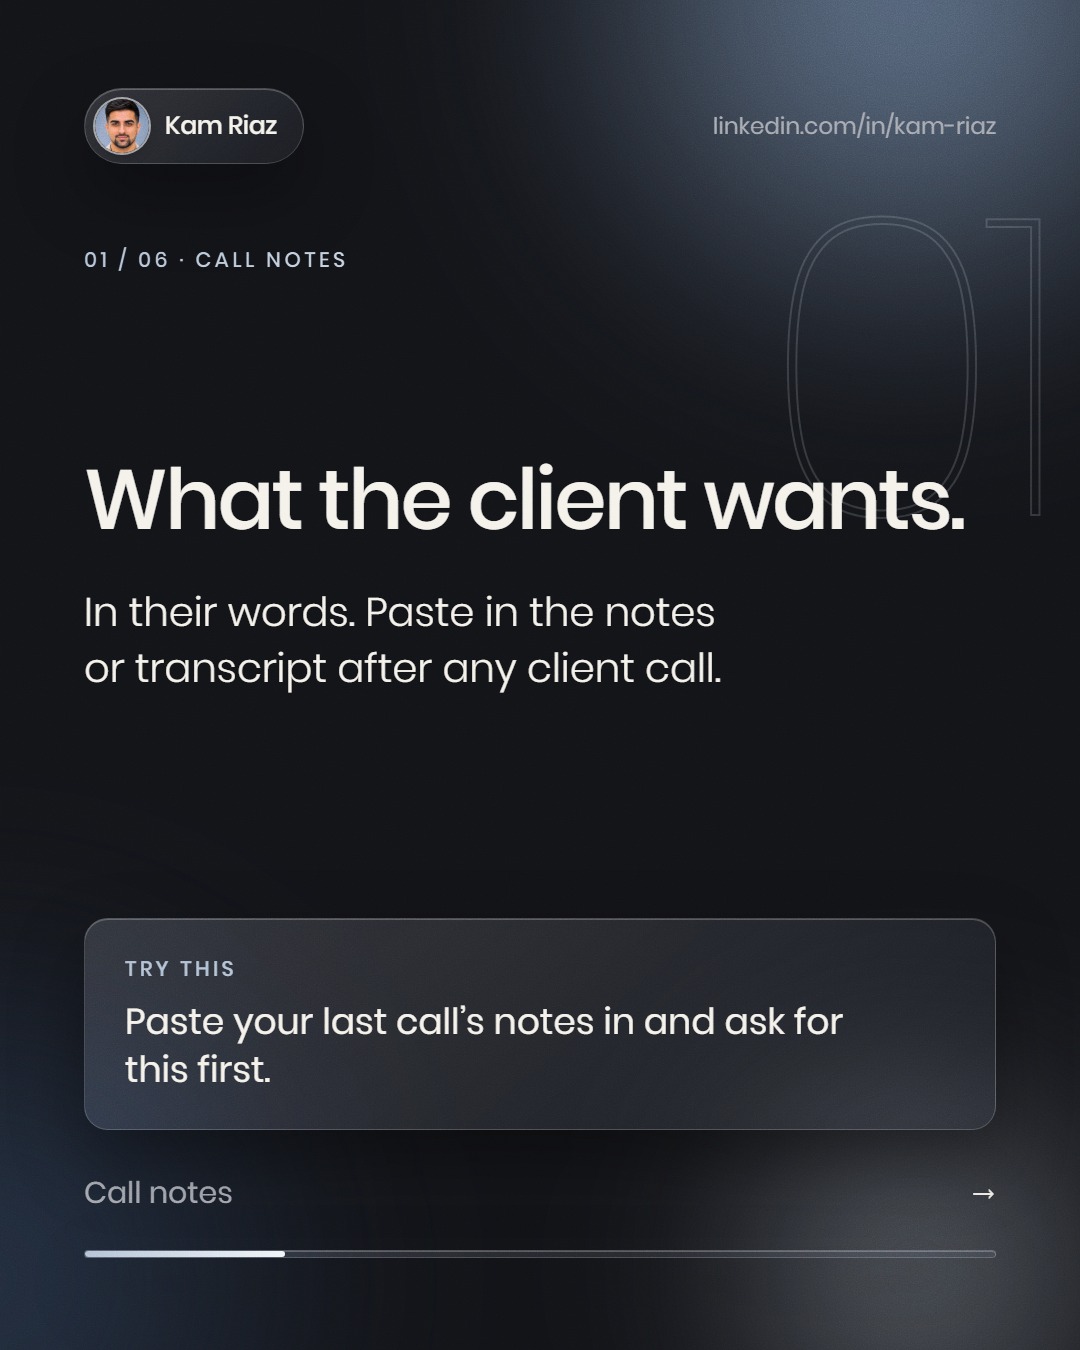 Kam Riaz
linkedin.com/in/kam-riaz
01 / 06 · CALL NOTES
01
What the client wants.
In their words. Paste in the notes
or transcript after any client call.
TRY THIS
Paste your last call’s notes in and ask for
this first.
Call notes →